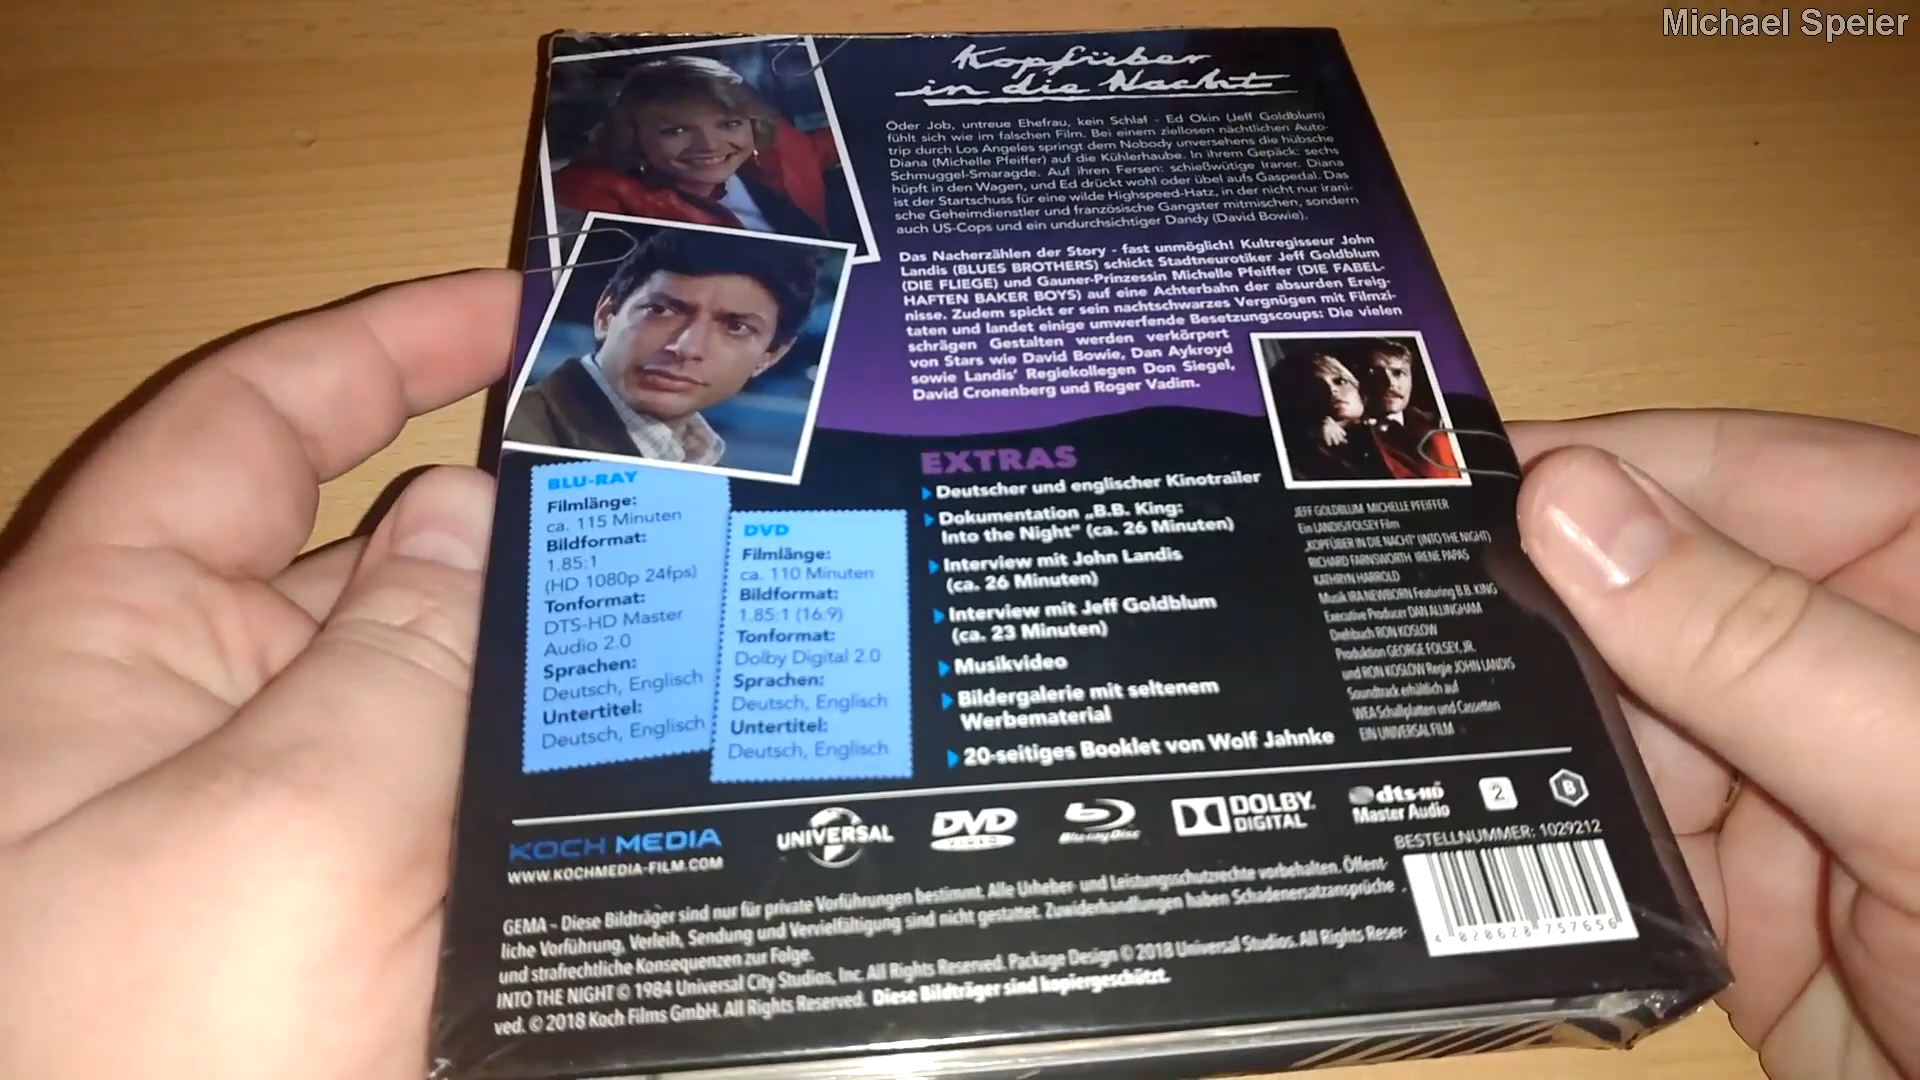 Michael Speier
Kopfüber
in die Nacht
Öder Job, untreue Ehefrau, kein Schlaf - Ed Okin (Jeff Goldblum)
fühlt sich wie im falschen Film. Bei einem ziellosen nächtlichen Auto-
trip durch Los Angeles springt dem Nobody unversehens die hübsche
Diana (Michelle Pfeiffer) auf die Kühlerhaube. In ihrem Gepäck: sechs
Schmuggel-Smaragde. Auf ihren Fersen: schießwütige Iraner. Diana
hüpft in den Wagen, und Ed drückt wohl oder übel aufs Gaspedal. Das
ist der Startschuss für eine wilde Highspeed-Hatz, in der nicht nur irani-
sche Geheimdienstler und französische Gangster mitmischen, sondern
auch US-Cops und ein undurchsichtiger Dandy (David Bowie).
Das Nacherzählen der Story - fast unmöglich! Kultregisseur John
Landis (BLUES BROTHERS) schickt Stadtneurotiker Jeff Goldblum
(DIE FLIEGE) und Gauner-Prinzessin Michelle Pfeiffer (DIE FABEL-
HAFTEN BAKER BOYS) auf eine Achterbahn der absurden Ereig-
nisse. Zudem spickt er sein nachtschwarzes Vergnügen mit Filmzi-
taten und landet einige umwerfende Besetzungscoups: Die vielen
schrägen Gestalten werden verkörpert
von Stars wie David Bowie, Dan Aykroyd
sowie Landis' Regiekollegen Don Siegel,
David Cronenberg und Roger Vadim.
BLU-RAY
Filmlänge:
ca. 115 Minuten
Bildformat:
1.85:1
(HD 1080p 24fps)
Tonformat:
DTS-HD Master
Audio 2.0
Sprachen:
Deutsch, Englisch
Untertitel:
Deutsch, Englisch
DVD
Filmlänge:
ca. 110 Minuten
Bildformat:
1.85:1 (16:9)
Tonformat:
Dolby Digital 2.0
Sprachen:
Deutsch, Englisch
Untertitel:
Deutsch, Englisch
EXTRAS
Deutscher und englischer Kinotrailer
Dokumentation „B.B. King:
Into the Night" (ca. 26 Minuten)
Interview mit John Landis
(ca. 26 Minuten)
Interview mit Jeff Goldblum
(ca. 23 Minuten)
Musikvideo
Bildergalerie mit seltenem
Werbematerial
20-seitiges Booklet von Wolf Jahnke
JEFF GOLDBLUM MICHELLE PFEIFFER
Ein LANDIS/FOLSEY Film
„KOPFÜBER IN DIE NACHT" (INTO THE NIGHT)
RICHARD FARNSWORTH IRENE PAPAS
KATHRYN HARROLD
Musik IRA NEWBORN Featuring B.B. KING
Executive Producer DAN ALLINGHAM
Drehbuch RON KOSLOW
Produktion GEORGE FOLSEY, JR.
und RON KOSLOW Regie JOHN LANDIS
Soundtrack erhältlich auf
WEA Schallplatten und Cassetten
EIN UNIVERSAL FILM
KOCH MEDIA
WWW.KOCHMEDIA-FILM.COM
UNIVERSAL
DVD
VIDEO
Blu-ray Disc
DOLBY
DIGITAL
dts-HD
Master Audio
2
B
BESTELLNUMMER: 1029212
4 020628 757656
GEMA - Diese Bildträger sind nur für private Vorführungen bestimmt. Alle Urheber- und Leistungsschutzrechte vorbehalten. Öffent-
liche Vorführung, Verleih, Sendung und Vervielfältigung sind nicht gestattet. Zuwiderhandlungen haben Schadenersatzansprüche
und strafrechtliche Konsequenzen zur Folge.
INTO THE NIGHT © 1984 Universal City Studios, Inc. All Rights Reserved. Package Design © 2018 Universal Studios. All Rights Reser-
ved. © 2018 Koch Films GmbH. All Rights Reserved. Diese Bildträger sind kopiergeschützt.